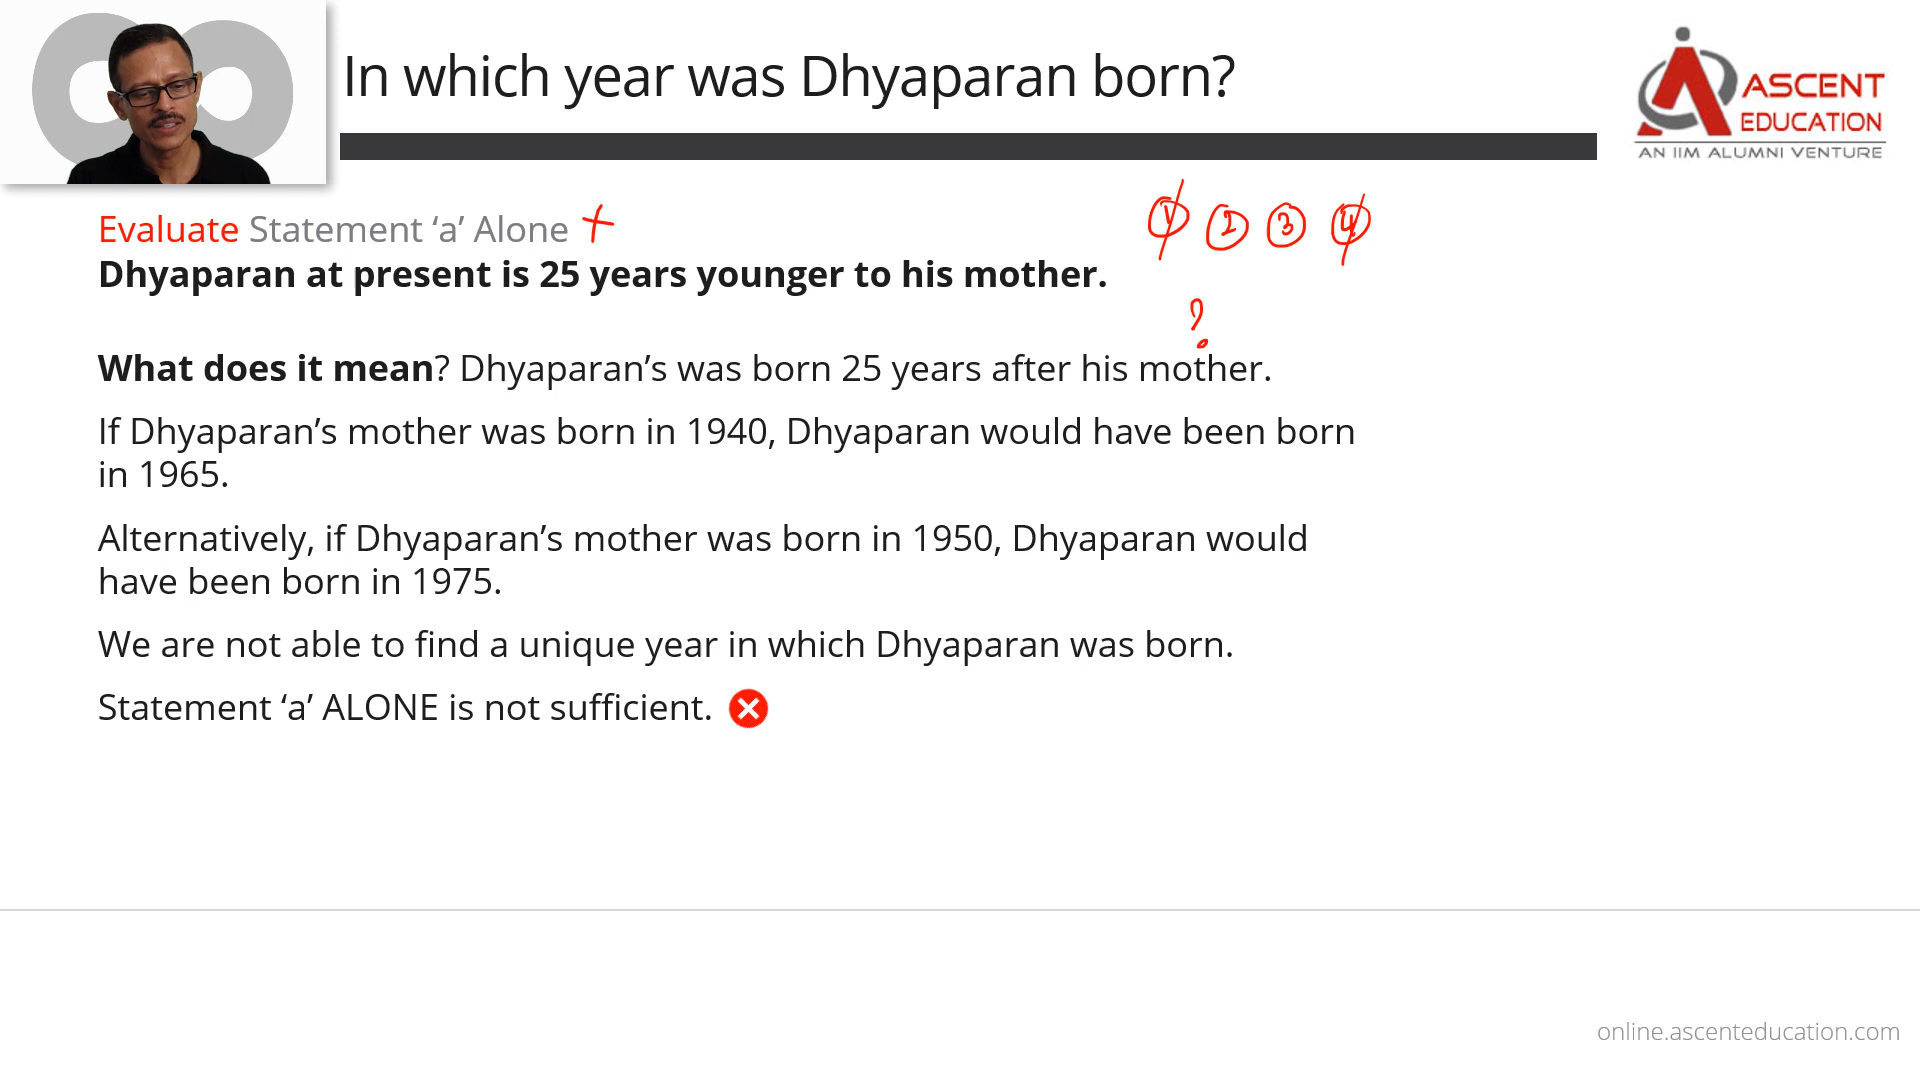 In which year was Dhyaparan born?
ASCENT
EDUCATION
AN IIM ALUMNI VENTURE
Evaluate Statement ‘a’ Alone
1 2 3 4
Dhyaparan at present is 25 years younger to his mother.
?
What does it mean? Dhyaparan’s was born 25 years after his mother.
If Dhyaparan’s mother was born in 1940, Dhyaparan would have been born
in 1965.
Alternatively, if Dhyaparan’s mother was born in 1950, Dhyaparan would
have been born in 1975.
We are not able to find a unique year in which Dhyaparan was born.
Statement ‘a’ ALONE is not sufficient.
online.ascenteducation.com